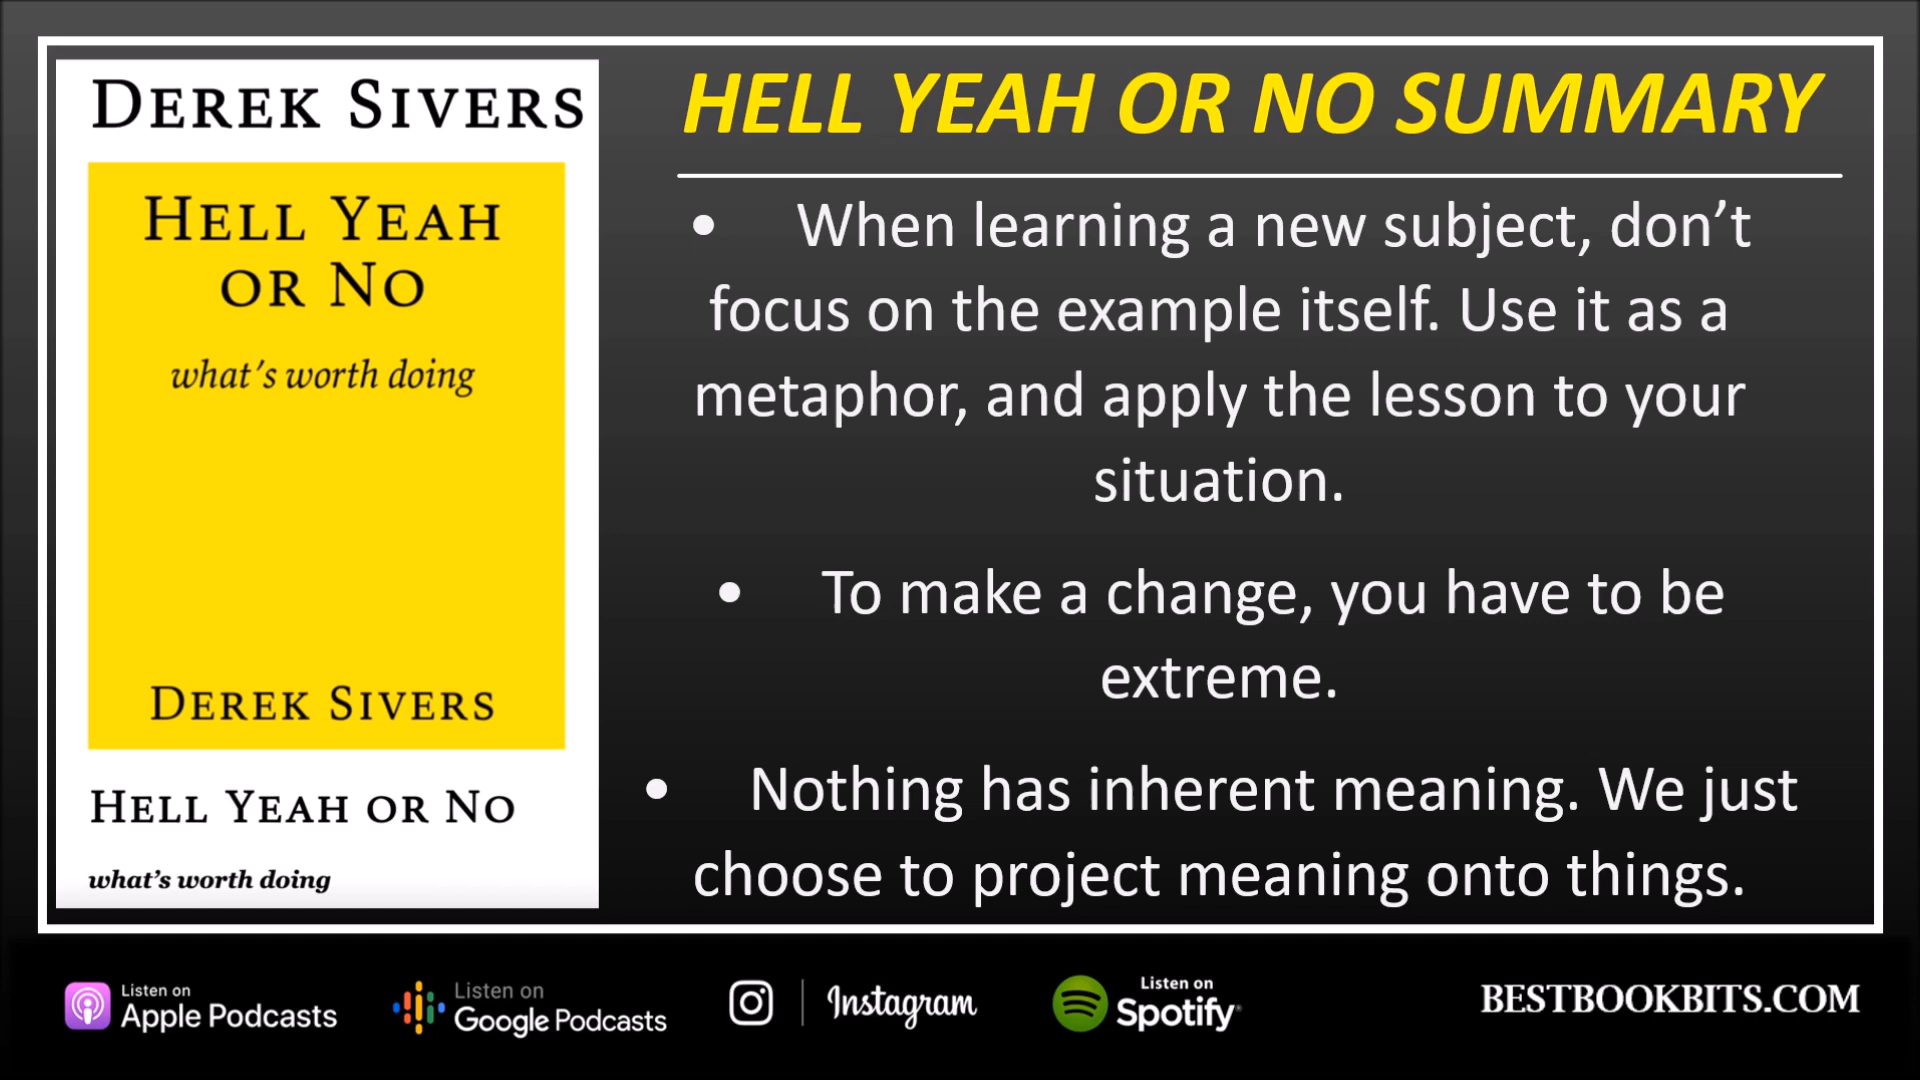 DEREK SIVERS
HELL YEAH
OR NO
what's worth doing
DEREK SIVERS
HELL YEAH OR NO
what's worth doing
HELL YEAH OR NO SUMMARY
• When learning a new subject, don't
focus on the example itself. Use it as a
metaphor, and apply the lesson to your
situation.
• To make a change, you have to be
extreme.
• Nothing has inherent meaning. We just
choose to project meaning onto things.
Listen on
Apple Podcasts
Listen on
Google Podcasts
Instagram
Listen on
Spotify
BESTBOOKBITS.COM